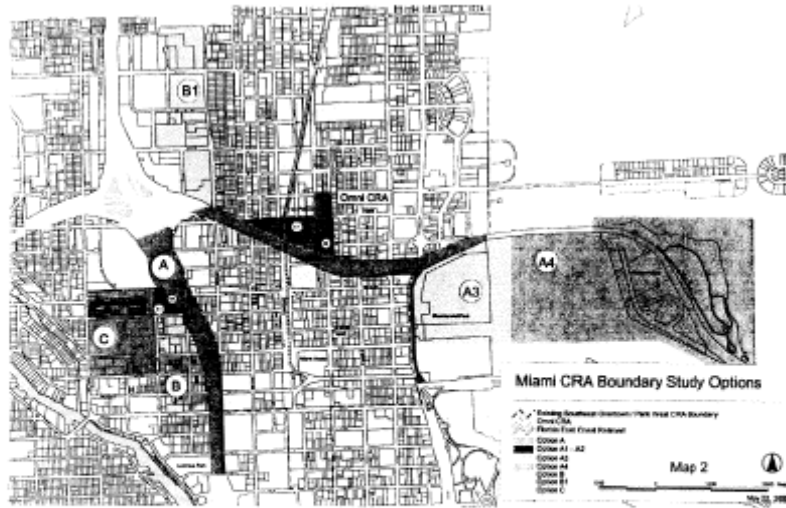 B1
Omni CRA
A
A3
A4
C
B
Miami CRA Boundary Study Options
Existing Southeast Overtown / Park West CRA Boundary
Omni CRA
Florida East Coast Railroad
Option A
Option A1 - A2
Option A3
Option A4
Option B
Option B1
Option C
Map 2